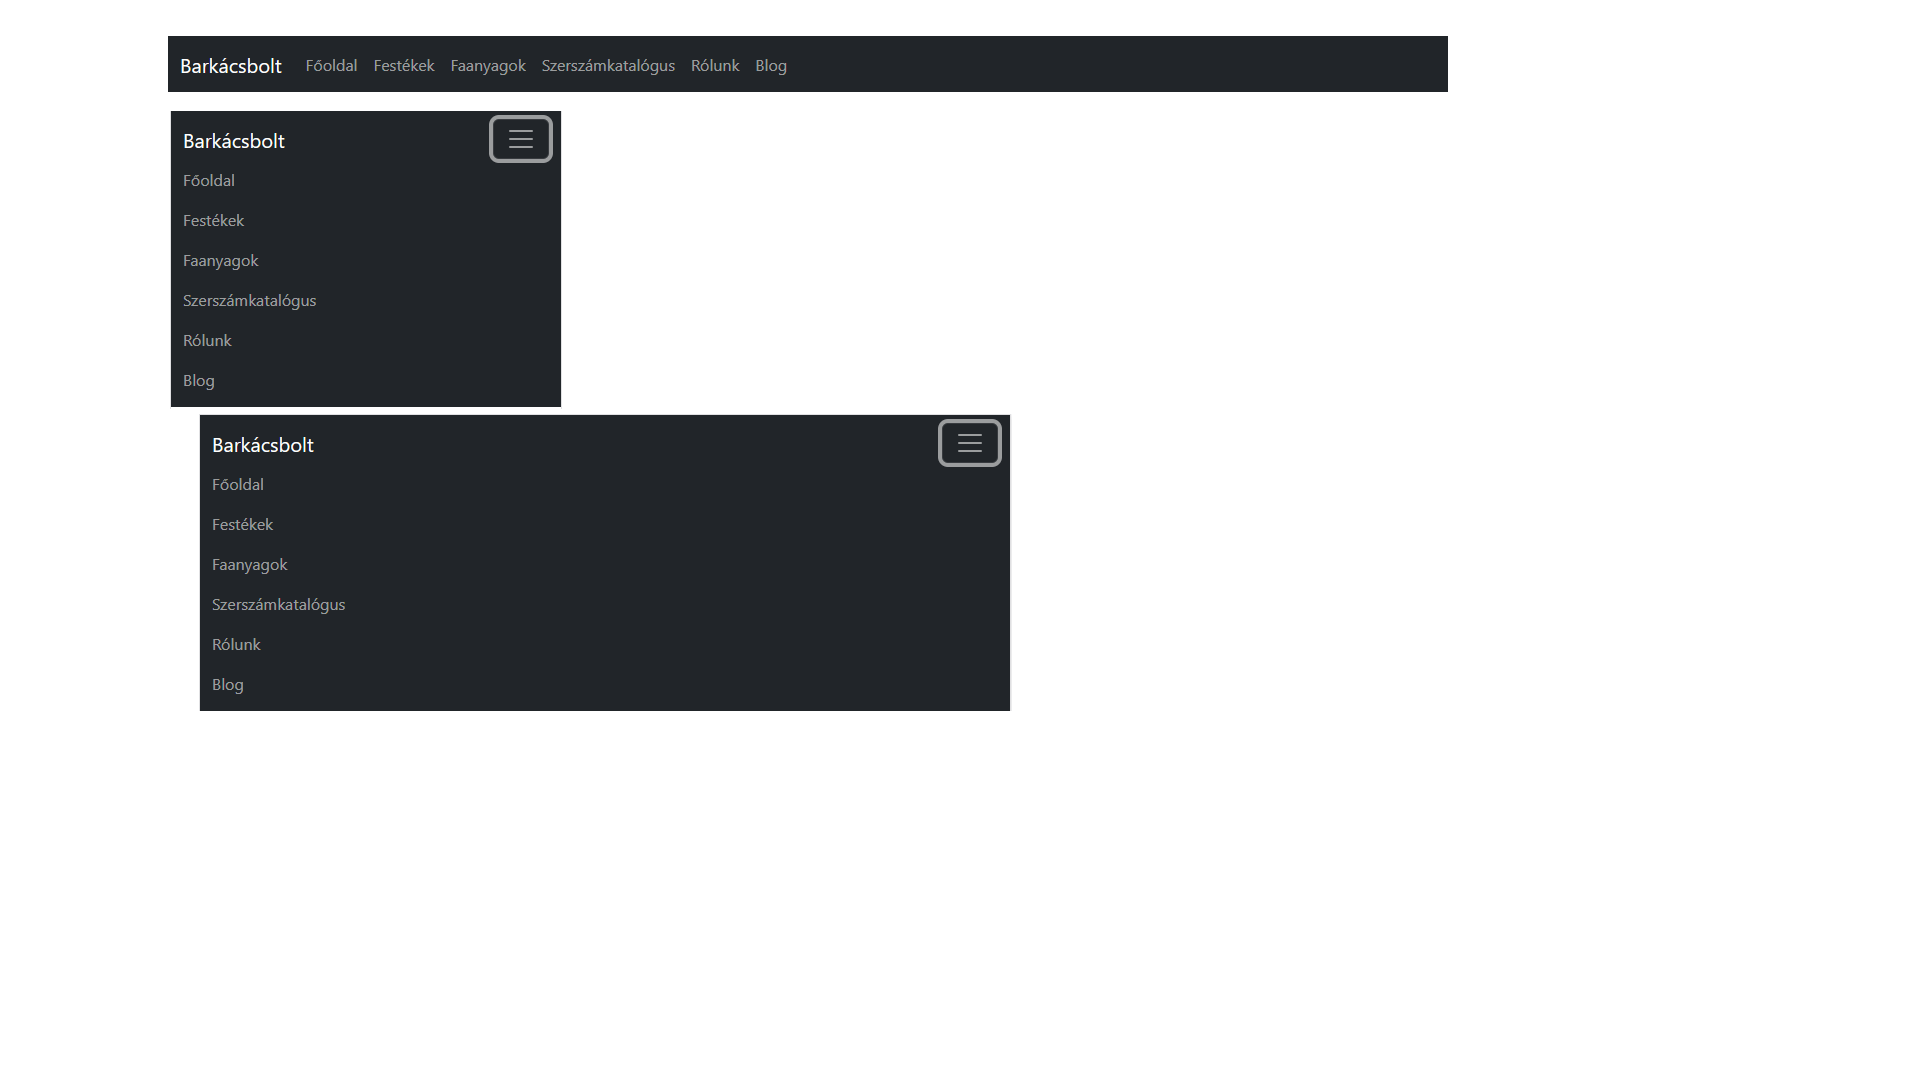 Barkácsbolt Főoldal Festékek Faanyagok Szerszámkatalógus Rólunk Blog
Barkácsbolt
Főoldal
Festékek
Faanyagok
Szerszámkatalógus
Rólunk
Blog
Barkácsbolt
Főoldal
Festékek
Faanyagok
Szerszámkatalógus
Rólunk
Blog